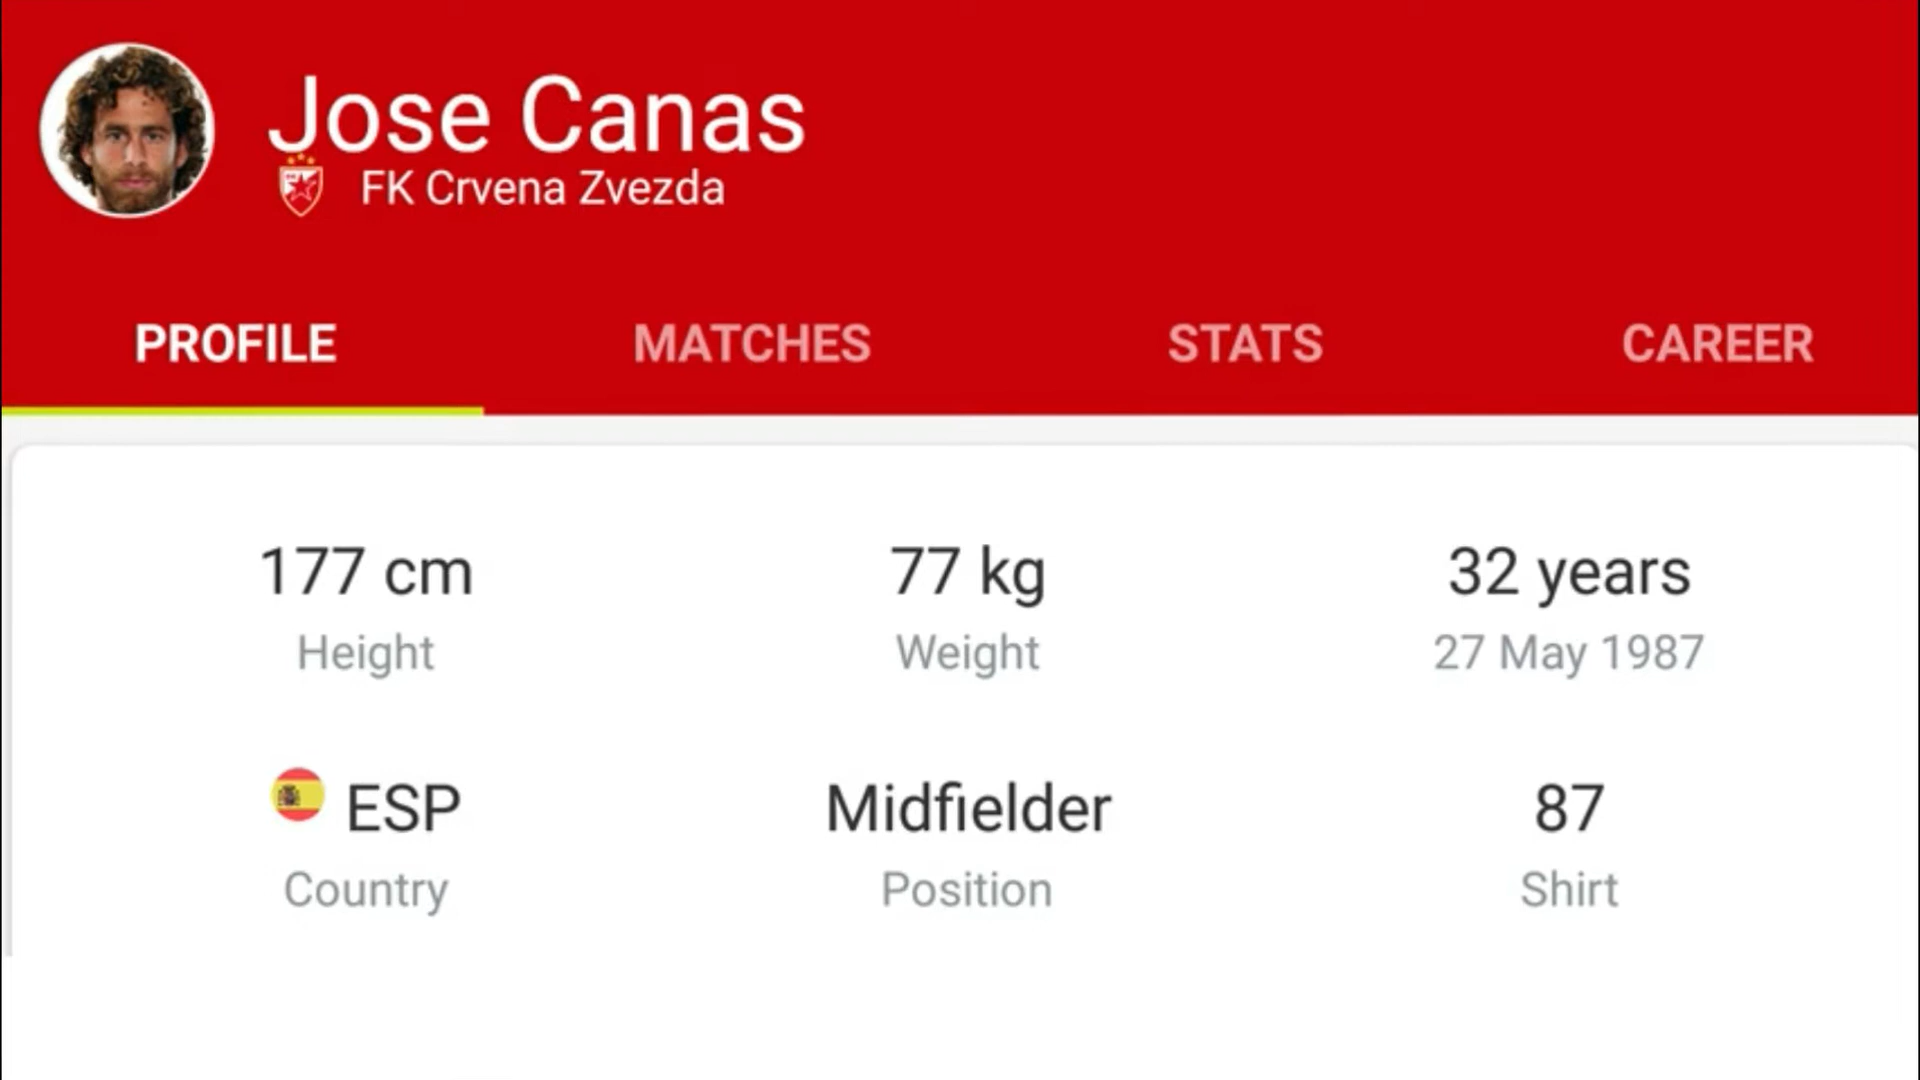 Jose Canas
FK Crvena Zvezda
PROFILE MATCHES STATS CAREER
177 cm 77 kg 32 years
Height Weight 27 May 1987
ESP Midfielder 87
Country Position Shirt